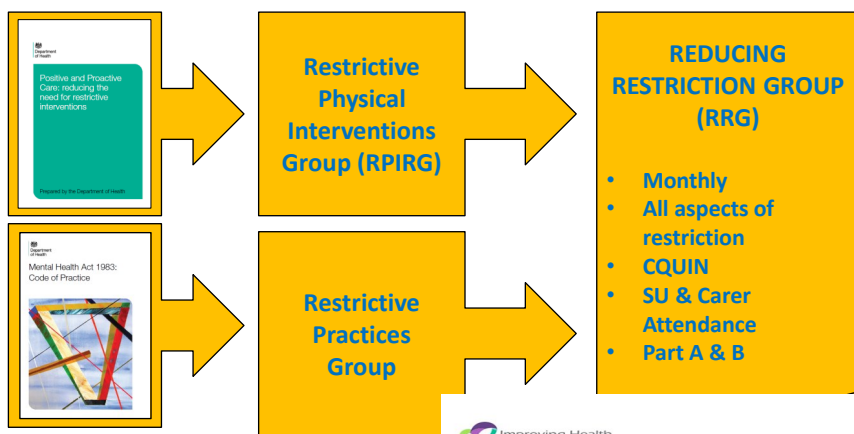 Department
of Health
Positive and Proactive
Care: reducing the
need for restrictive
interventions
Prepared by the Department of Health
Restrictive
Physical
Interventions
Group (RPIRG)
REDUCING
RESTRICTION GROUP
(RRG)
• Monthly
• All aspects of
restriction
• CQUIN
• SU & Carer
Attendance
• Part A & B
Department
of Health
Mental Health Act 1983:
Code of Practice
Restrictive
Practices
Group
Improving Health